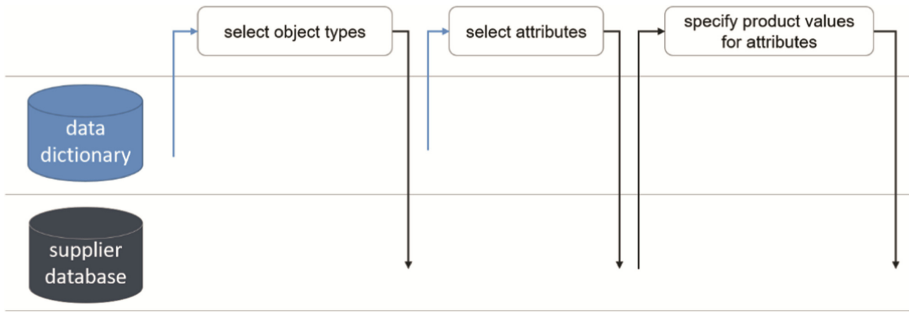 select object types
select attributes
specify product values
for attributes
data
dictionary
supplier
database